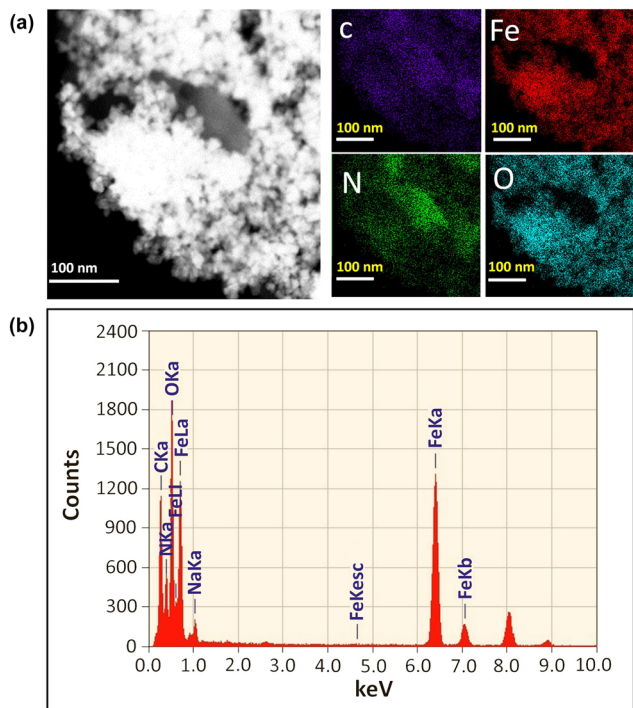 (a)
C
Fe
100 nm
100 nm
N
O
100 nm
100 nm
100 nm
(b)
2400
2100
1800
1500
1200
900
600
300
0
Counts
CKa
NKa
OKa
FeLl
FeLa
NaKa
FeKesc
FeKa
FeKb
0.0 1.0 2.0 3.0 4.0 5.0 6.0 7.0 8.0 9.0 10.0
keV